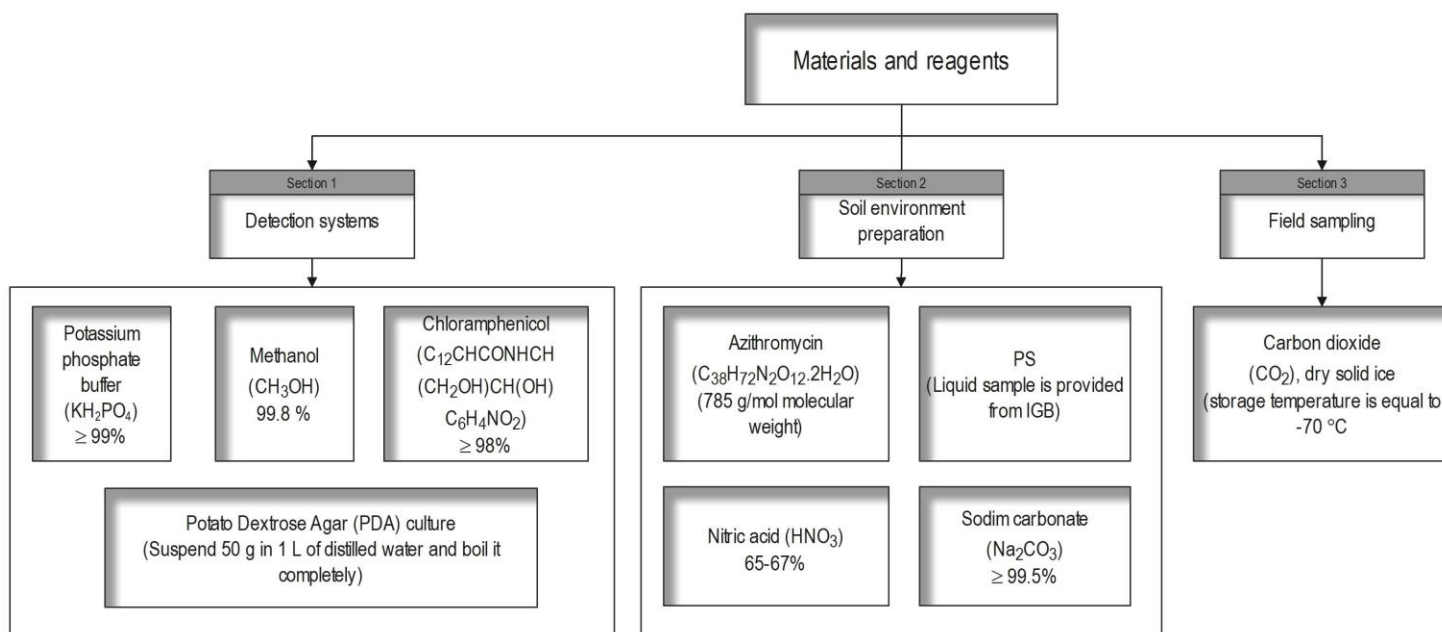 Materials and reagents
Section 1
Detection systems
Section 2
Soil environment
preparation
Section 3
Field sampling
Potassium
phosphate
buffer
(KH₂PO₄)
≥ 99%
Methanol
(CH₃OH)
99.8 %
Chloramphenicol
(C₁₂CHCONHCH
(CH₂OH)CH(OH)
C₆H₄NO₂)
≥ 98%
Potato Dextrose Agar (PDA) culture
(Suspend 50 g in 1 L of distilled water and boil it
completely)
Azithromycin
(C₃₈H₇₂N₂O₁₂.2H₂O)
(785 g/mol molecular
weight)
PS
(Liquid sample is provided
from IGB)
Nitric acid (HNO₃)
65-67%
Sodim carbonate
(Na₂CO₃)
≥ 99.5%
Carbon dioxide
(CO₂), dry solid ice
(storage temperature is equal to
-70 °C